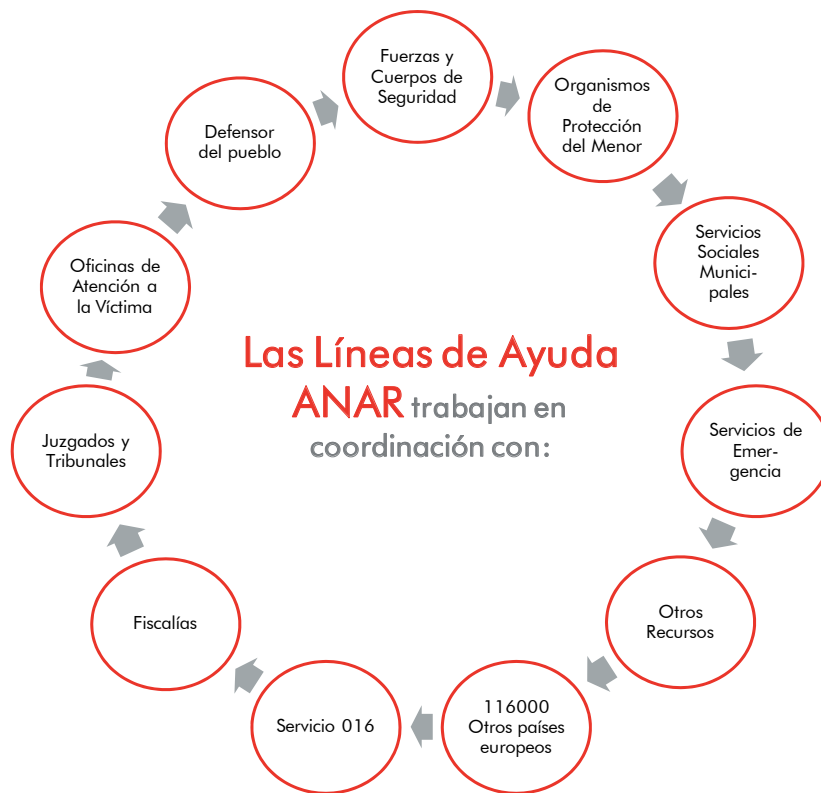 Fuerzas y
Cuerpos de
Seguridad
Organismos
de
Protección
del Menor
Servicios
Sociales
Munici-
pales
Servicios de
Emer-
gencia
Otros
Recursos
116000
Otros países
europeos
Servicio 016
Fiscalías
Juzgados y
Tribunales
Oficinas de
Atención a
la Víctima
Defensor
del pueblo
Las Líneas de Ayuda
ANAR trabajan en
coordinación con: